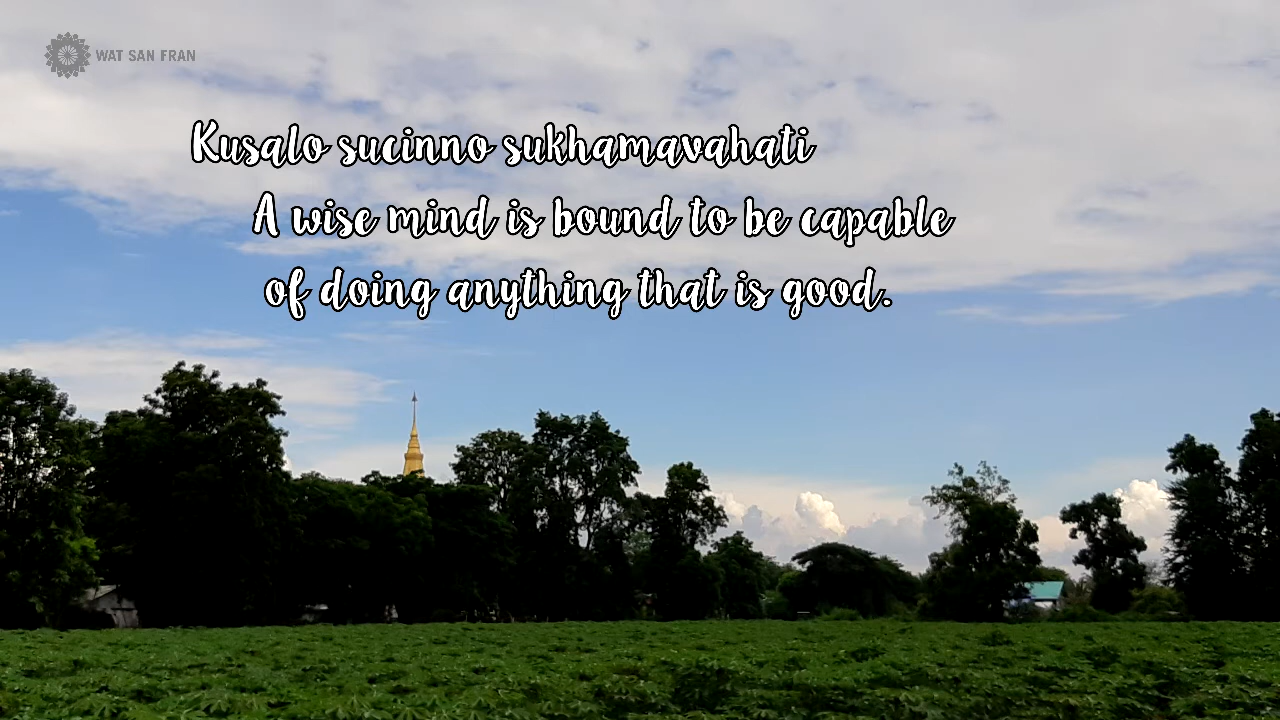 WAT SAN FRAN
Kusalo sucinno sukhamavahati
A wise mind is bound to be capable
of doing anything that is good.